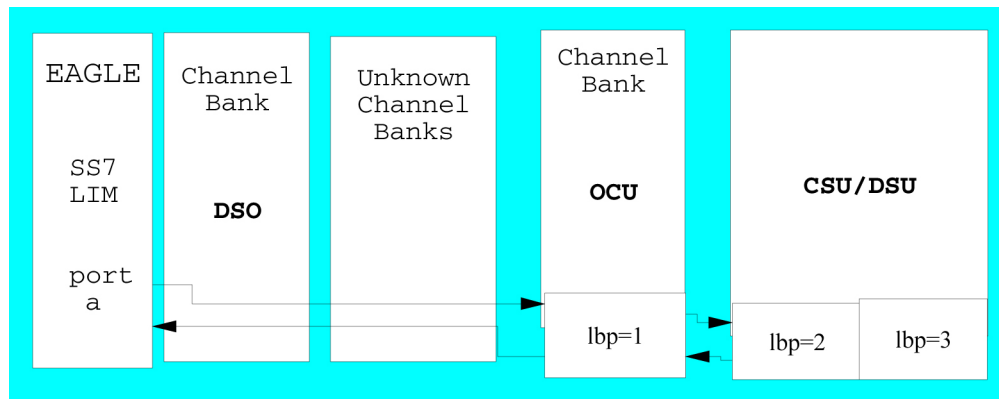 EAGLE
SS7
LIM
port
a
Channel
Bank
DSO
Unknown
Channel
Banks
Channel
Bank
OCU
lbp=1
CSU/DSU
lbp=2
lbp=3